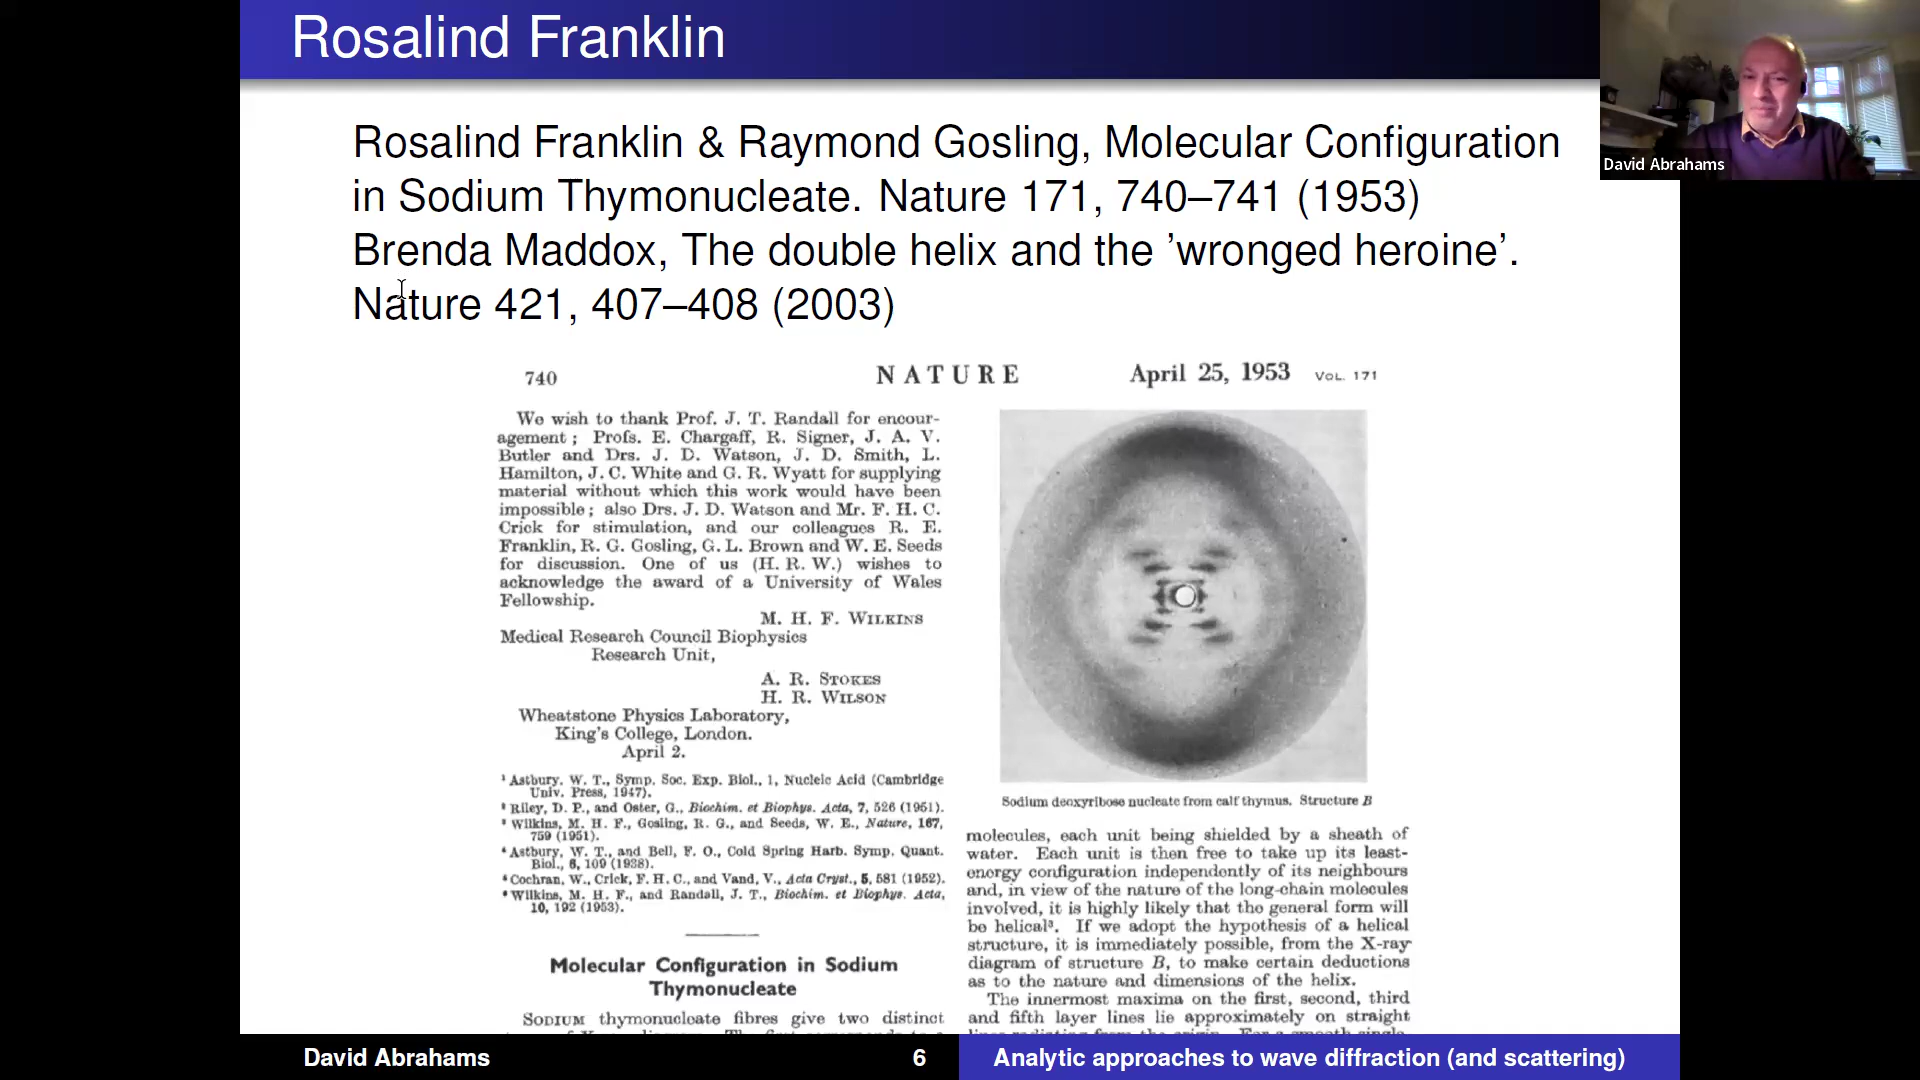 Rosalind Franklin
David Abrahams
Rosalind Franklin & Raymond Gosling, Molecular Configuration
in Sodium Thymonucleate. Nature 171, 740–741 (1953)
Brenda Maddox, The double helix and the 'wronged heroine'.
Nature 421, 407–408 (2003)
740 NATURE April 25, 1953 VOL. 171
We wish to thank Prof. J. T. Randall for encour-
agement ; Profs. E. Chargaff, R. Signer, J. A. V.
Butler and Drs. J. D. Watson, J. D. Smith, L.
Hamilton, J. C. White and G. R. Wyatt for supplying
material without which this work would have been
impossible ; also Drs. J. D. Watson and Mr. F. H. C.
Crick for stimulation, and our colleagues R. E.
Franklin, R. G. Gosling, G. L. Brown and W. E. Seeds
for discussion. One of us (H. R. W.) wishes to
acknowledge the award of a University of Wales
Fellowship.
M. H. F. WILKINS
Medical Research Council Biophysics
Research Unit,
A. R. STOKES
H. R. WILSON
Wheatstone Physics Laboratory,
King's College, London.
April 2.
¹ Astbury, W. T., Symp. Soc. Exp. Biol., 1, Nucleic Acid (Cambridge
Univ. Press, 1947).
² Riley, D. P., and Oster, G., Biochim. et Biophys. Acta, 7, 526 (1951).
³ Wilkins, M. H. F., Gosling, R. G., and Seeds, W. E., Nature, 167,
759 (1951).
⁴ Astbury, W. T., and Bell, F. O., Cold Spring Harb. Symp. Quant.
Biol., 6, 109 (1938).
⁵ Cochran, W., Crick, F. H. C., and Vand, V., Acta Cryst., 5, 581 (1952).
⁶ Wilkins, M. H. F., and Randall, J. T., Biochim. et Biophys. Acta,
10, 192 (1953).
Molecular Configuration in Sodium
Thymonucleate
SODIUM thymonucleate fibres give two distinct
Sodium deoxyribose nucleate from calf thymus. Structure B
molecules, each unit being shielded by a sheath of
water. Each unit is then free to take up its least-
energy configuration independently of its neighbours
and, in view of the nature of the long-chain molecules
involved, it is highly likely that the general form will
be helical³. If we adopt the hypothesis of a helical
structure, it is immediately possible, from the X-ray
diagram of structure B, to make certain deductions
as to the nature and dimensions of the helix.
The innermost maxima on the first, second, third
and fifth layer lines lie approximately on straight
David Abrahams 6 Analytic approaches to wave diffraction (and scattering)